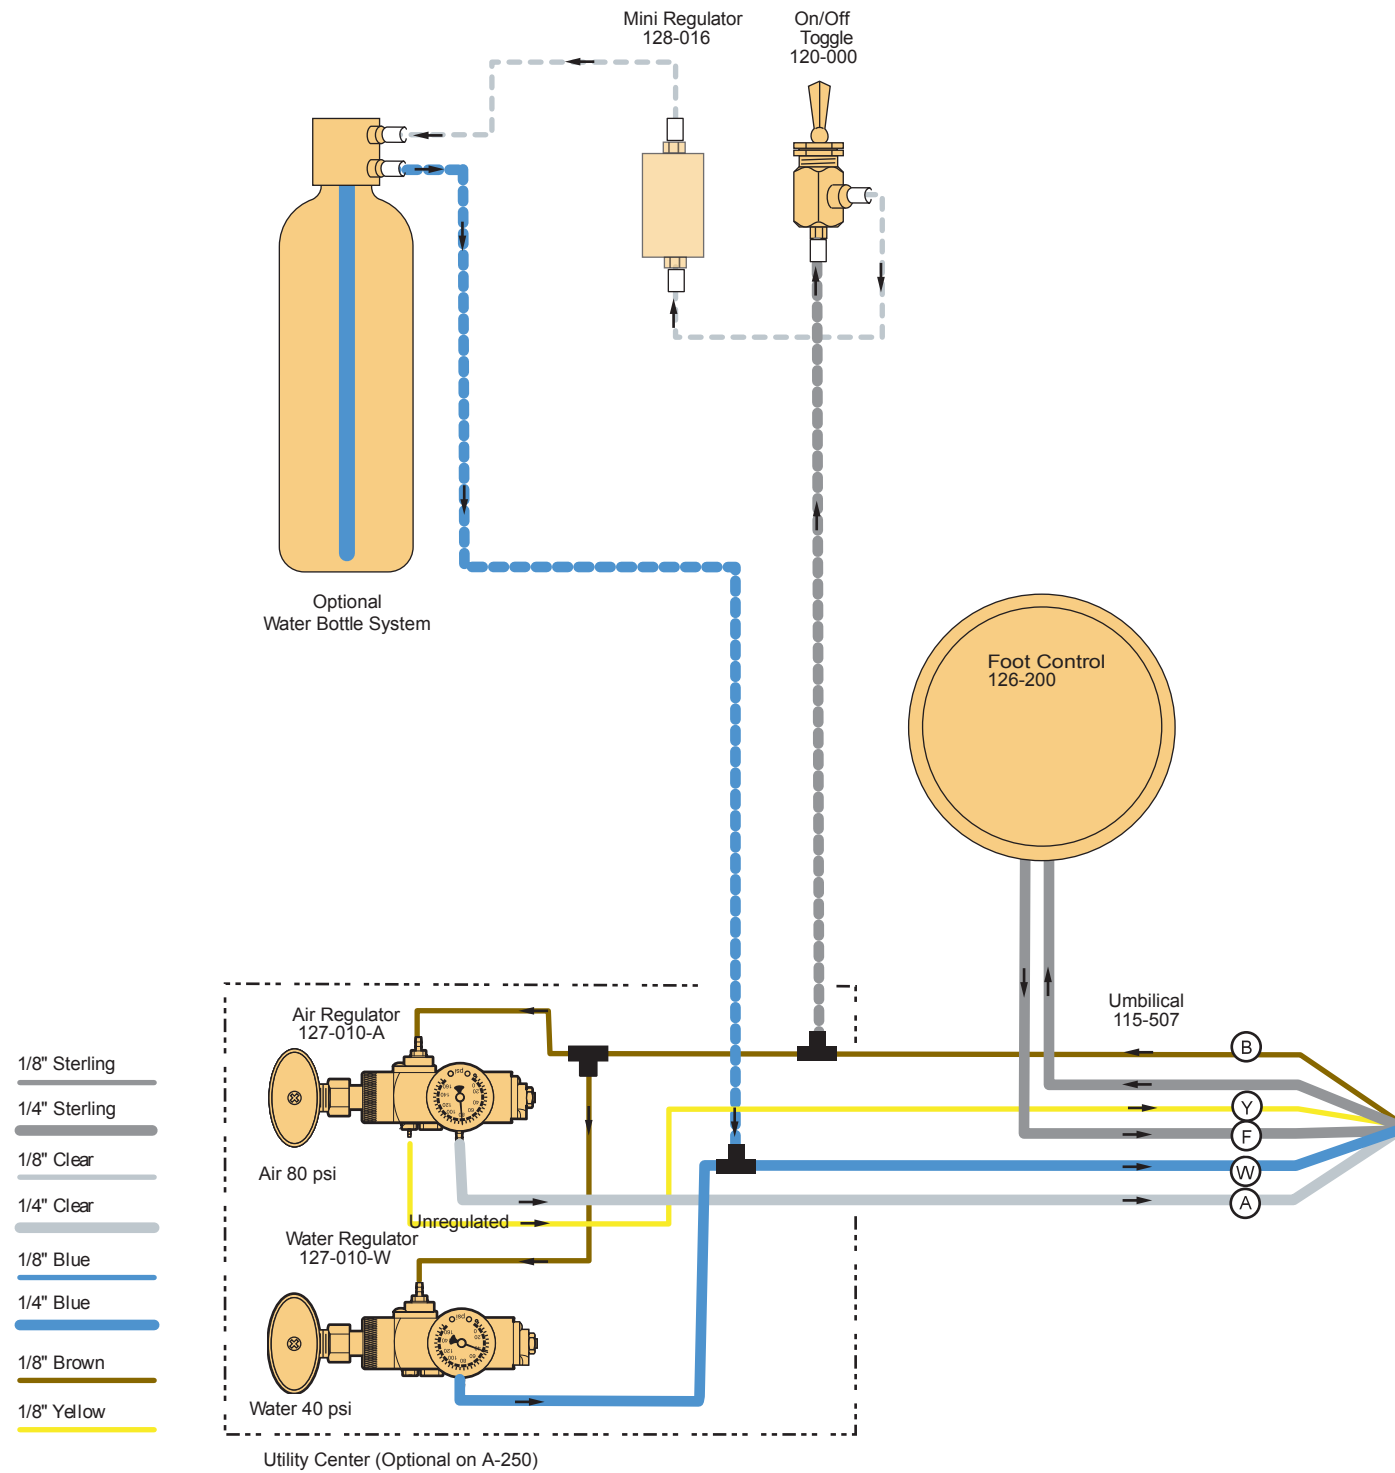 Mini Regulator
128-016
On/Off
Toggle
120-000
Optional
Water Bottle System
Foot Control
126-200
Umbilical
115-507
Air Regulator
127-010-A
Air 80 psi
Unregulated
Water Regulator
127-010-W
Water 40 psi
Utility Center (Optional on A-250)
B
Y
F
W
A
1/8" Sterling
1/4" Sterling
1/8" Clear
1/4" Clear
1/8" Blue
1/4" Blue
1/8" Brown
1/8" Yellow